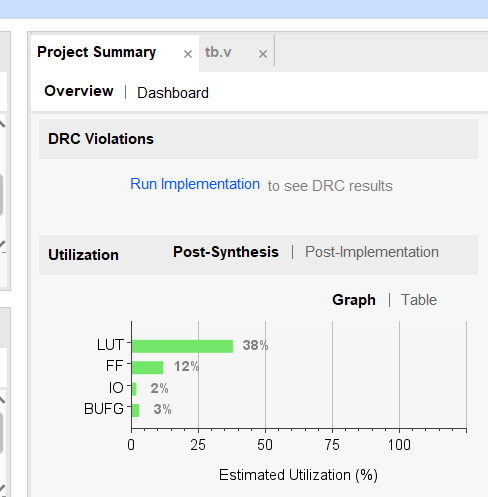 Project Summary × tb.v ×
Overview | Dashboard
DRC Violations
Run Implementation to see DRC results
Utilization Post-Synthesis | Post-Implementation
Graph | Table
LUT 38%
FF 12%
IO 2%
BUFG 3%
0 25 50 75 100
Estimated Utilization (%)